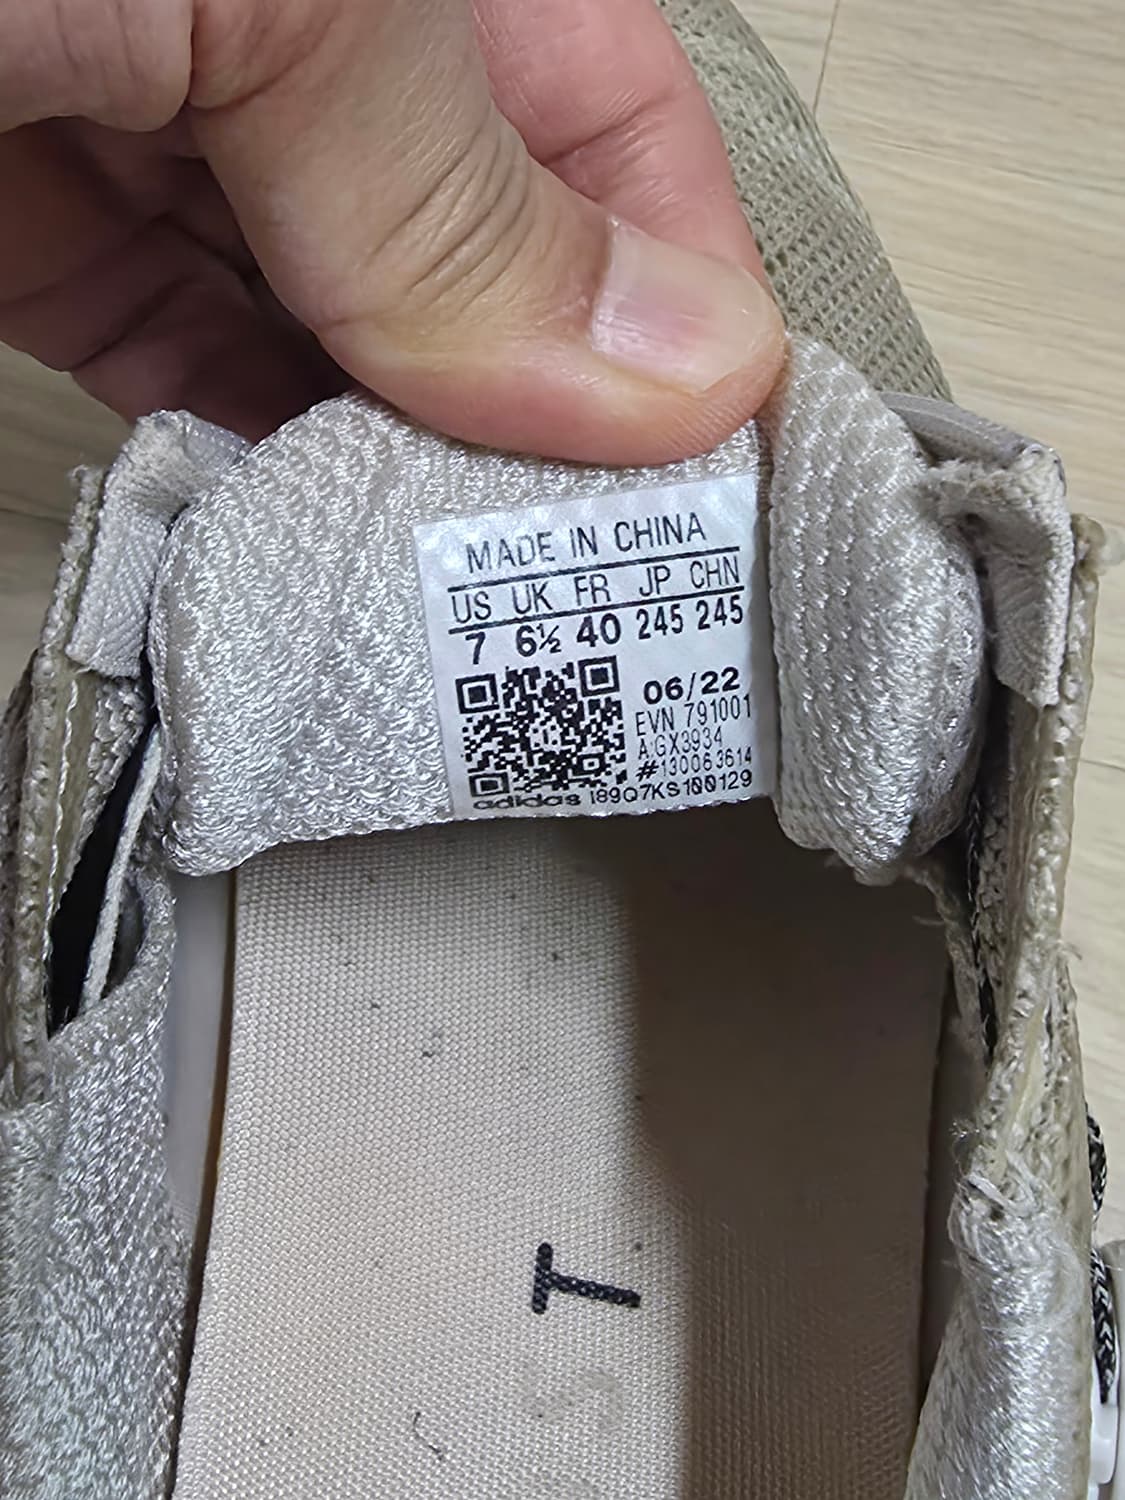 MADE IN CHINA
US UK FR JP CHN
7 6½ 40 245 245
06/22
EVN 791001
A:GX3934
#130063614
adidas I89Q7KS100129
T